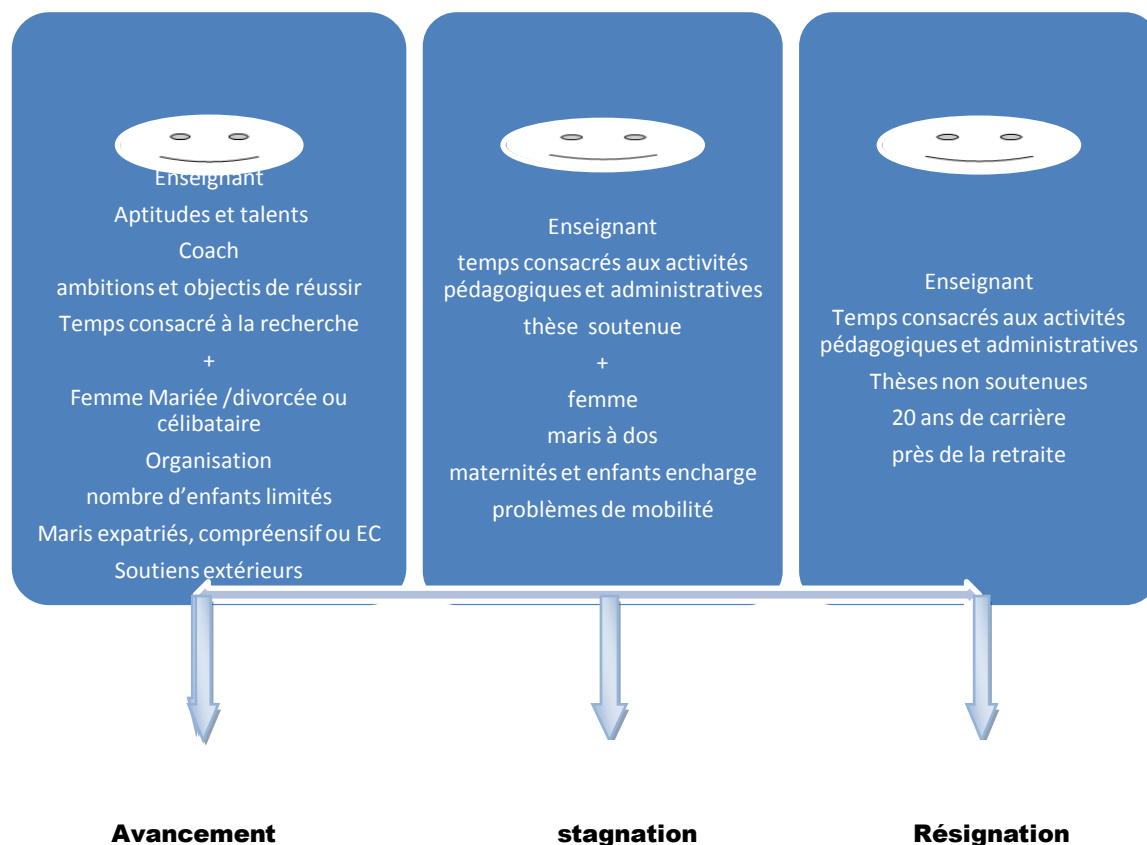 Enseignant
Aptitudes et talents
Coach
ambitions et objectis de réussir
Temps consacré à la recherche
+
Femme Mariée /divorcée ou
célibataire
Organisation
nombre d'enfants limités
Maris expatriés, compréensif ou EC
Soutiens extérieurs
Enseignant
temps consacrés aux activités
pédagogiques et administratives
thèse soutenue
+
femme
maris à dos
maternités et enfants encharge
problèmes de mobilité
Enseignant
Temps consacrés aux activités
pédagogiques et administratives
Thèses non soutenues
20 ans de carrière
près de la retraite
Avancement
stagnation
Résignation